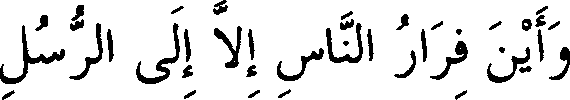 وَأَيْنَ فِرَارُ النَّاسِ إِلاَّ إِلَى الرُّسُلِ